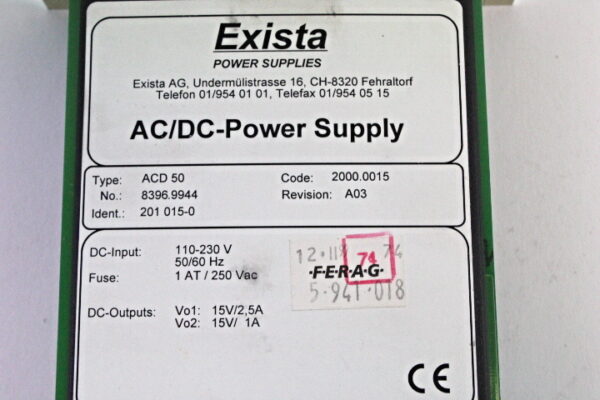 Exista
POWER SUPPLIES
Exista AG, Undermülistrasse 16, CH-8320 Fehraltorf
Telefon 01/954 01 01, Telefax 01/954 05 15
AC/DC-Power Supply
Type: ACD 50 Code: 2000.0015
No.: 8396.9944 Revision: A03
Ident.: 201 015-0
DC-Input: 110-230 V
50/60 Hz
Fuse: 1 AT / 250 Vac
DC-Outputs: Vo1: 15V/2,5A
Vo2: 15V/ 1A
74
·F·E·R·A·G·
5·941·018
CE